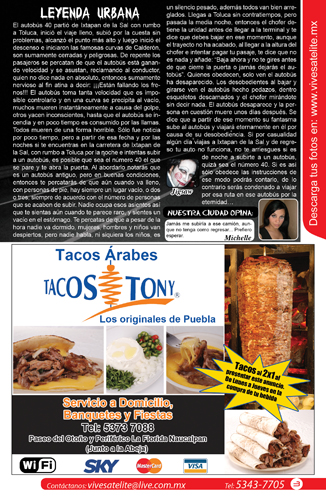 LEYENDA URBANA
El autobús 40 partió de Ixtapan de la Sal con rumbo
a Toluca, inició el viaje, subió por la cuesta sin
problemas, alcanzó el punto más alto y luego inició el
descenso e iniciaron las famosas curvas de Calderon,
son sumamente cerradas y peligrosas. De repente los
pasajeros se percatan de que el autobús está ganan-
do velocidad y se asustan, reclamando al conductor,
quien no dice nada en absoluto, entonces sumamente
nervioso al fin atina a decir: ¡¡¡Están fallando los fre-
nos!!! El autobús toma tanta velocidad que es impo-
sible controlarlo y en una curva se precipita al vacío,
muchos mueren instantáneamente a causa del golpe,
otros yacen inconscientes, hasta que el autobús se in-
cendia y en poco tiempo es consumido por las llamas.
Todos mueren de una forma horrible. Sólo fue noticia
por poco tiempo, pero a partir de esa fecha y por las
noches si te encuentras en la carretera de Ixtapan de
la Sal, con rumbo a Toluca por la noche e intentas subir
a un autobús, es posible que sea el número 40 el que
se pare y te abra la puerta. Al abordarlo notarás que
es un autobús antiguo, pero en buenas condiciones,
entonces te percatarás de que aún cuando va lleno,
con personas de pie, hay siempre un lugar vacío, o dos
o tres, siempre de acuerdo con el número de personas
que se acaben de subir. Nadie ocupa esos asientos así
que te sientas aún cuando te parece raro, y sientes un
vacío en el estómago. Te percatas de que a pesar de la
hora nadie va dormido, mujeres, hombres y niños van
despiertos, pero nadie habla, ni siquiera los niños, es
un silencio pesado, además todos van bien arre-
glados. Llegas a Toluca sin contratiempos, pero
pasada la media noche, entonces el chofer de-
tiene la unidad antes de llegar a la terminal y te
dice que debes bajar en ese momento, aunque
el trayecto no ha acabado, al llegar a la altura del
chofer e intentar pagar tu pasaje, te dice que no
es nada y añade: "Baja ahora y no te gires antes
de que cierre la puerta o jamás dejarás el au-
tobús". Quienes obedecen, solo ven el autobús
ha desaparecido. Los desobedientes al bajar y
girarse ven el autobús hecho pedazos, dentro
esqueletos descarnados y el chofer mirándolos
sin decir nada. El autobús desaparece y la per-
sona en cuestión muere unos días después. Se
dice que a partir de ese momento su fantasma
sube al autobús y viajará eternamente en él por
causa de su desobediencia. Si por casualidad
algún día viajas a Ixtapan de la Sal y de regre-
so tu auto no funciona, no te arriesgues si es
de noche a subirte a un autobús,
quizá sea el número 40. Si es así
sólo obedece las instrucciones de
ese modo podrás contarlo, de lo
contrario serás condenado a viajar
por esa ruta en ese autobús por la
eternidad...
Jigsaw
NUESTRA CIUDAD OPINA
Jamás me subiría a ese camión, aun-
que no tenga como regresar... Prefiero
esperar.
Michelle
Descarga tus fotos en: www.vivesatelite.mx
Tacos Árabes
TACOS TONY ®
Los originales de Puebla
Tacos al 2x1 al
presentar este anuncio.
De Lunes a Jueves en la
compra de tu bebida
Servicio a Domicilio,
Banquetes y Fiestas
Tel: 5373 7088
Paseo del Otoño y Periférico La Florida Naucalpan
(Junto a la Abeja)
Wi Fi
SKY
MasterCard
VISA
Contáctanos: vivesatelite@live.com.mx
Tel: 5343-7705